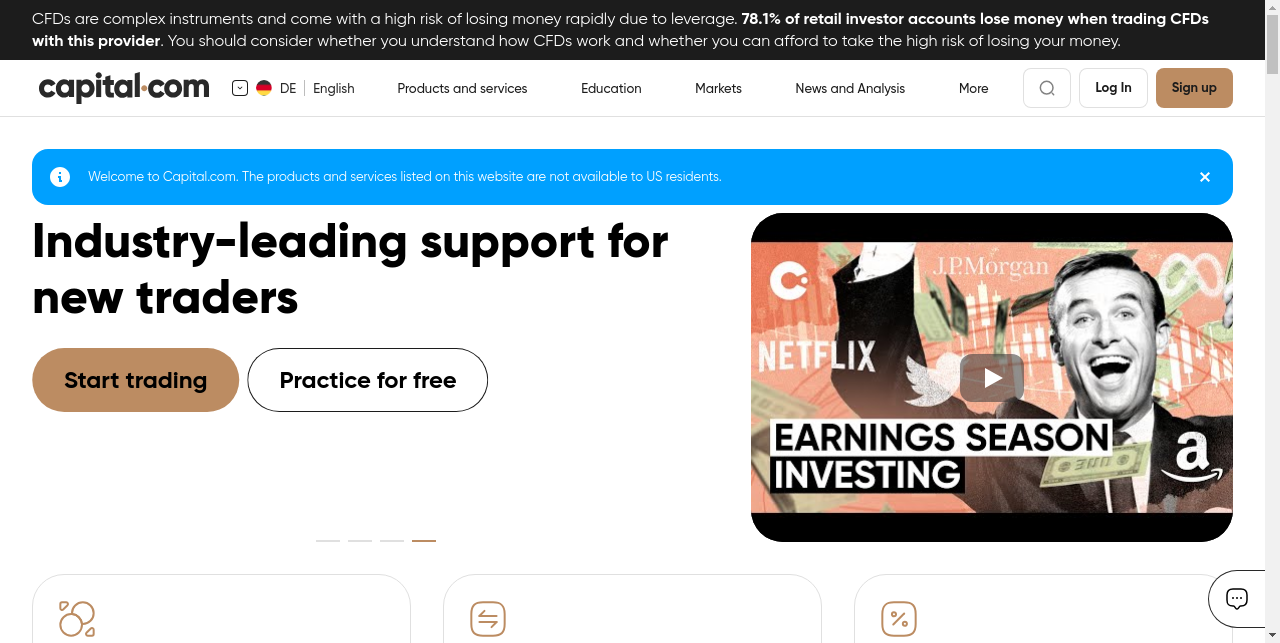 CFDs are complex instruments and come with a high risk of losing money rapidly due to leverage. 78.1% of retail investor accounts lose money when trading CFDs
with this provider. You should consider whether you understand how CFDs work and whether you can afford to take the high risk of losing your money.
capital.com DE English Products and services Education Markets News and Analysis More Log In Sign up
Welcome to Capital.com. The products and services listed on this website are not available to US residents.
Industry-leading support for
new traders
Start trading Practice for free
J.P.Morgan
NETFLIX
EARNINGS SEASON
INVESTING
a